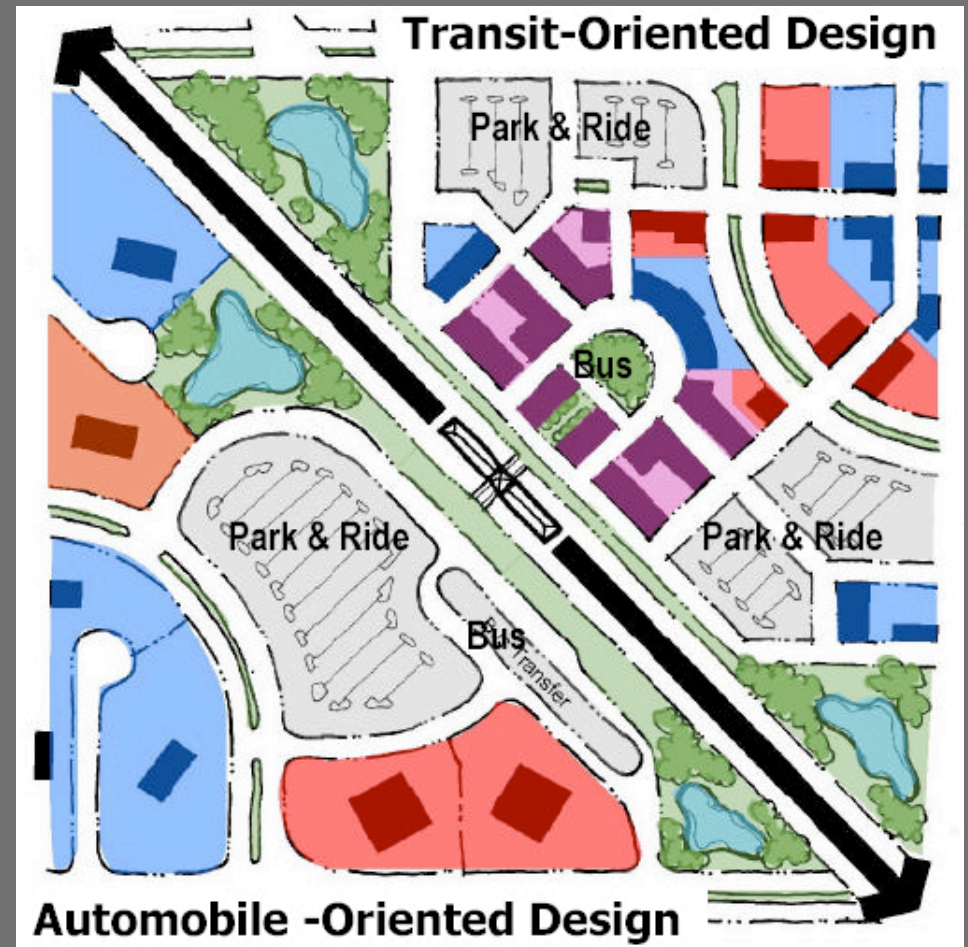 Transit-Oriented Design
Park & Ride
Bus
Park & Ride
Park & Ride
Bus
Transfer
Automobile -Oriented Design